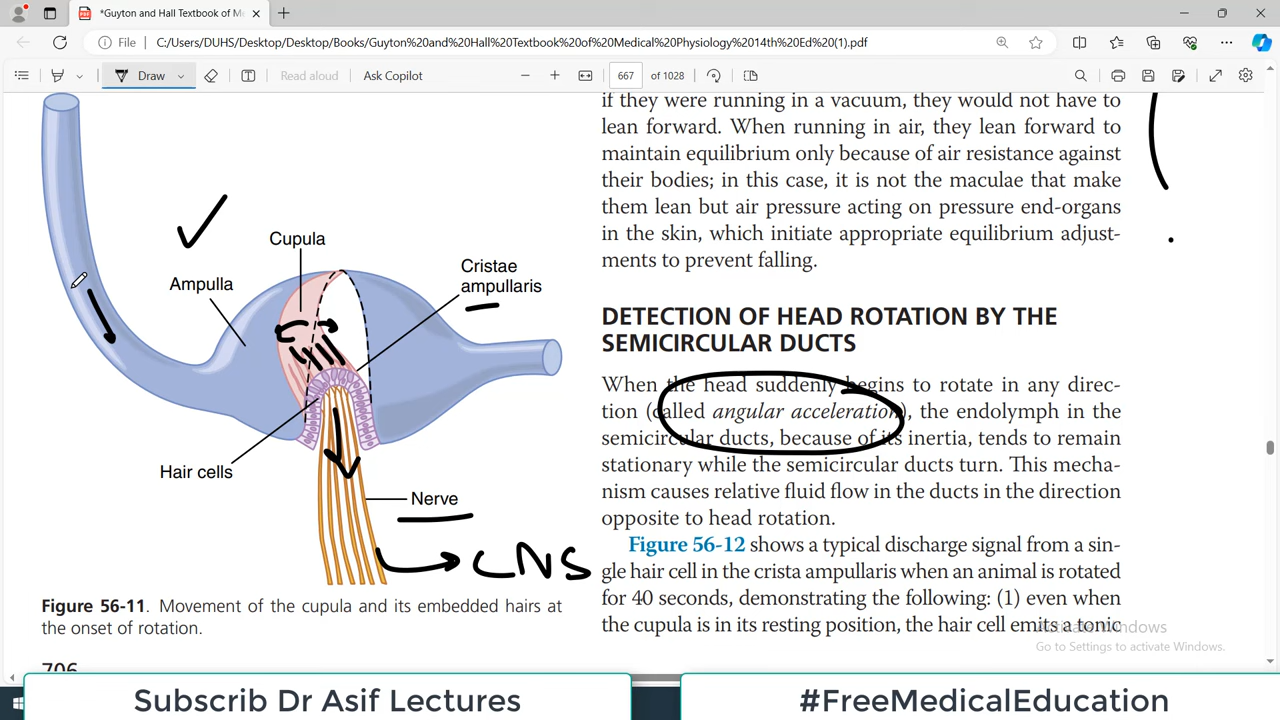 *Guyton and Hall Textbook of Me
File
C:/Users/DUHS/Desktop/Desktop/Books/Guyton%20and%20Hall%20Textbook%20of%20Medical%20Physiology%2014th%20Ed%20(1).pdf
Draw
Read aloud
Ask Copilot
667 of 1028
Cupula
Ampulla
Cristae
ampullaris
Hair cells
Nerve
CNS
Figure 56-11. Movement of the cupula and its embedded hairs at
the onset of rotation.
706
if they were running in a vacuum, they would not have to
lean forward. When running in air, they lean forward to
maintain equilibrium only because of air resistance against
their bodies; in this case, it is not the maculae that make
them lean but air pressure acting on pressure end-organs
in the skin, which initiate appropriate equilibrium adjust-
ments to prevent falling.
DETECTION OF HEAD ROTATION BY THE
SEMICIRCULAR DUCTS
When the head suddenly begins to rotate in any direc-
tion (called angular acceleration), the endolymph in the
semicircular ducts, because of its inertia, tends to remain
stationary while the semicircular ducts turn. This mecha-
nism causes relative fluid flow in the ducts in the direction
opposite to head rotation.
Figure 56-12 shows a typical discharge signal from a sin-
gle hair cell in the crista ampullaris when an animal is rotated
for 40 seconds, demonstrating the following: (1) even when
the cupula is in its resting position, the hair cell emits a tonic
Activate Windows
Go to Settings to activate Windows.
Subscrib Dr Asif Lectures
#FreeMedicalEducation